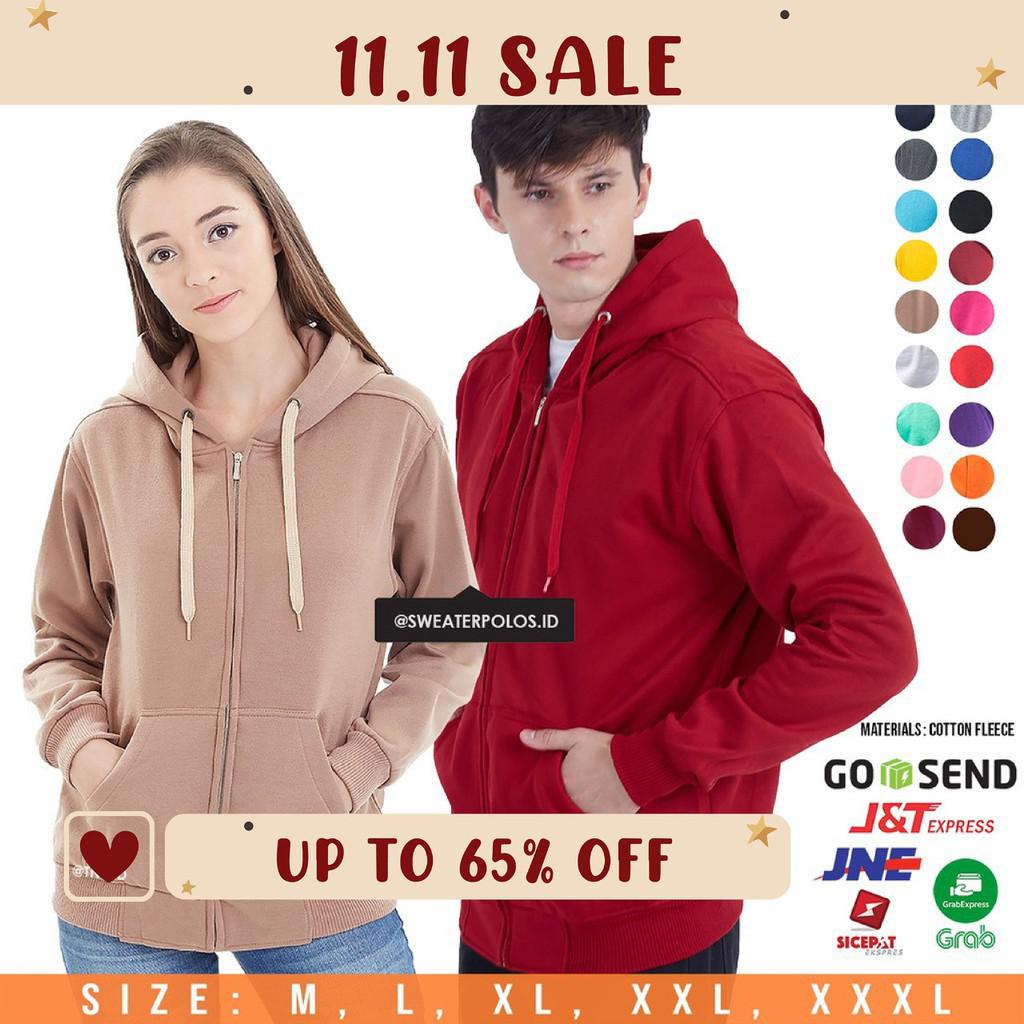 11.11 SALE
@SWEATERPOLOS.ID
MATERIALS : COTTON FLEECE
GO SEND
J&T EXPRESS
JNE
GrabExpress
SICEPAT
EKSPRES
Grab
UP TO 65% OFF
SIZE: M, L, XL, XXL, XXXL